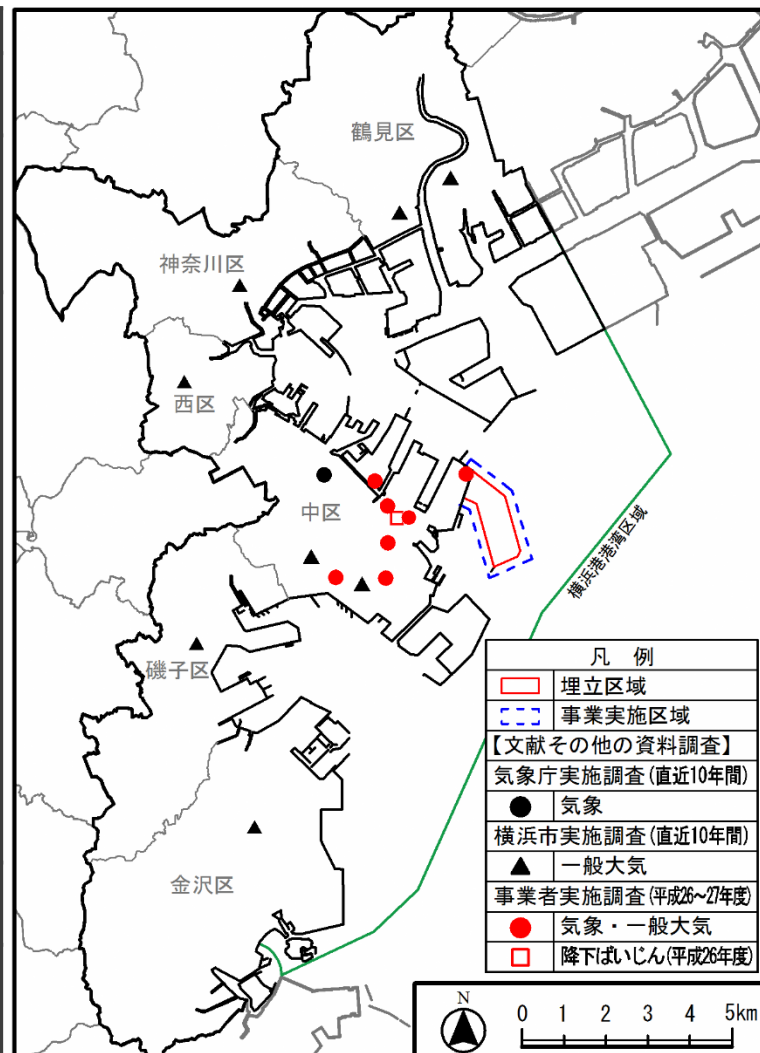 鶴見区
神奈川区
西区
中区
横浜港港湾区域
磯子区
金沢区
凡 例
埋立区域
事業実施区域
【文献その他の資料調査】
気象庁実施調査(直近10年間)
気象
横浜市実施調査(直近10年間)
一般大気
事業者実施調査(平成26~27年度)
気象・一般大気
降下ばいじん(平成26年度)
N
0 1 2 3 4 5km